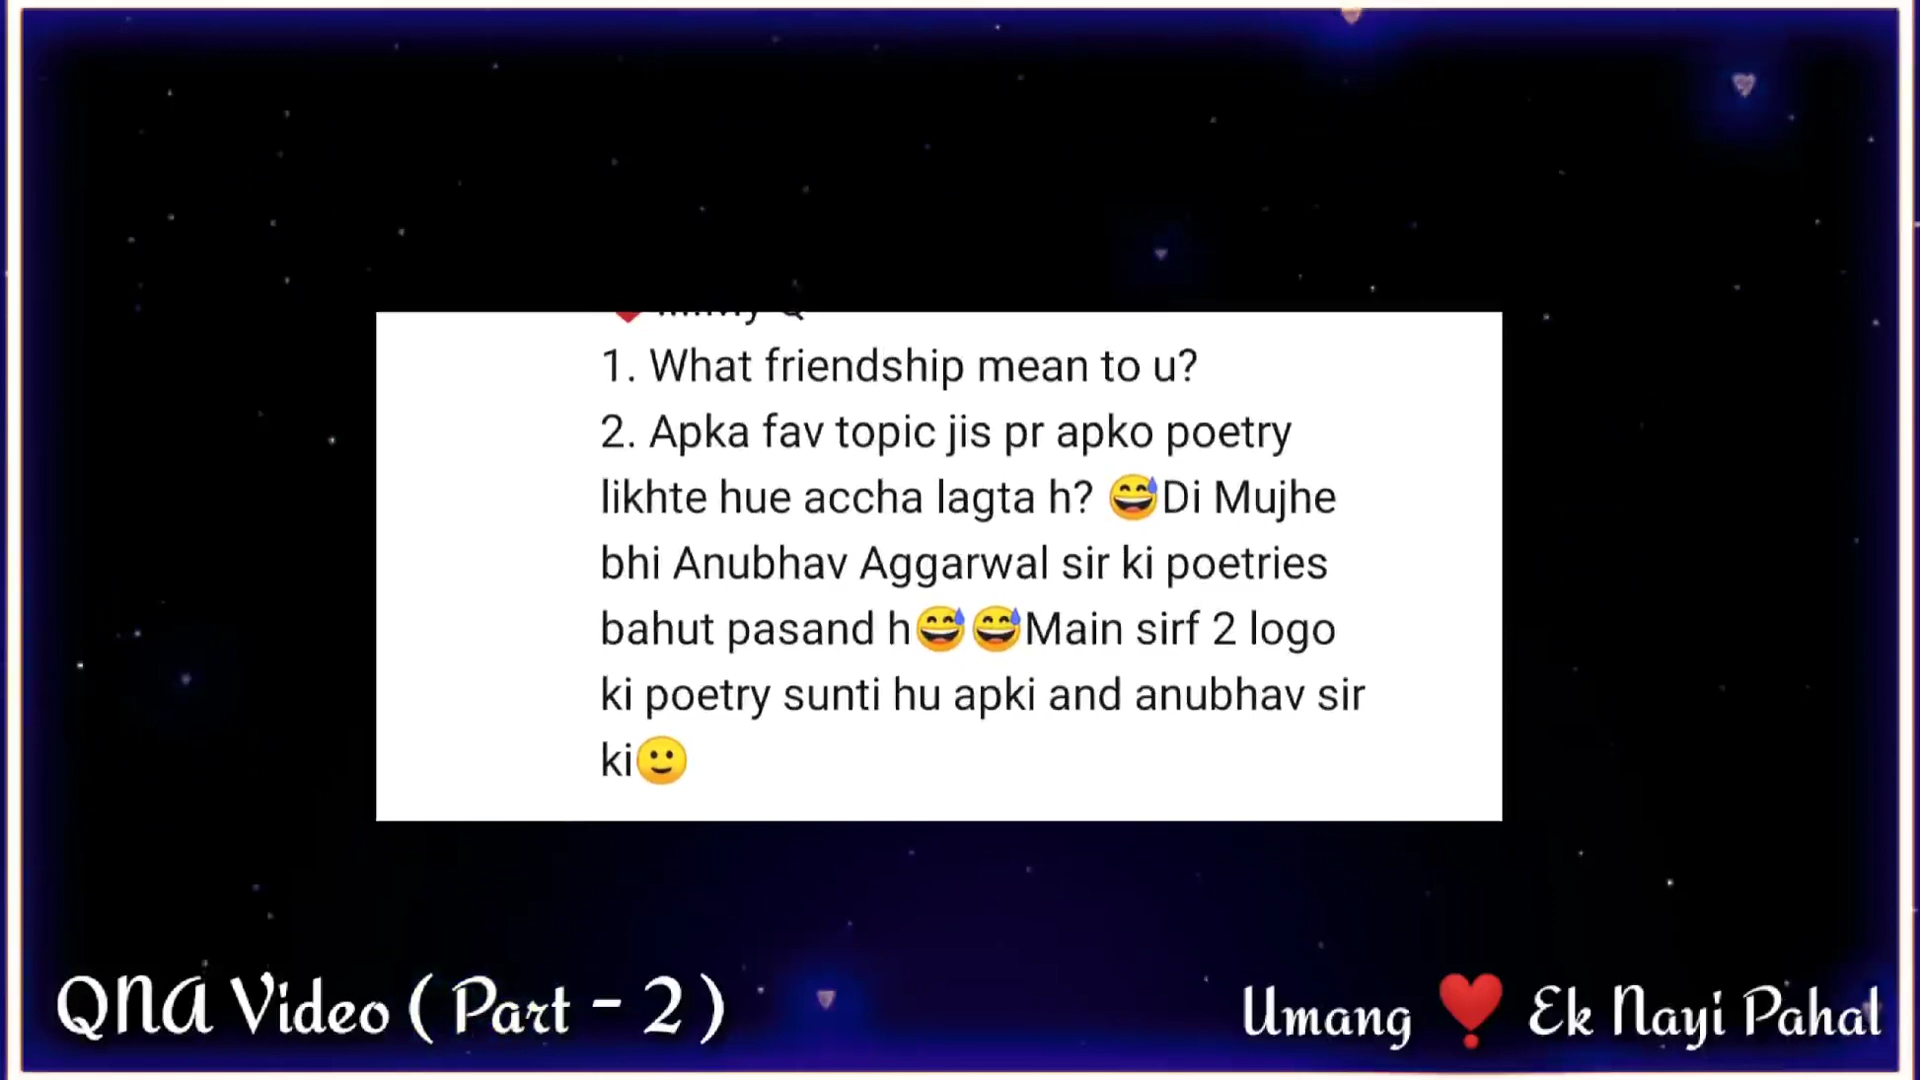 1. What friendship mean to u?
2. Apka fav topic jis pr apko poetry
likhte hue accha lagta h? 😅Di Mujhe
bhi Anubhav Aggarwal sir ki poetries
bahut pasand h😅😅Main sirf 2 logo
ki poetry sunti hu apki and anubhav sir
ki🙂
QNA Video ( Part - 2 )
Umang ❣️ Ek Nayi Pahal